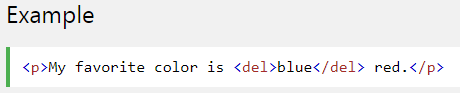 Example
<p>My favorite color is <del>blue</del> red.</p>